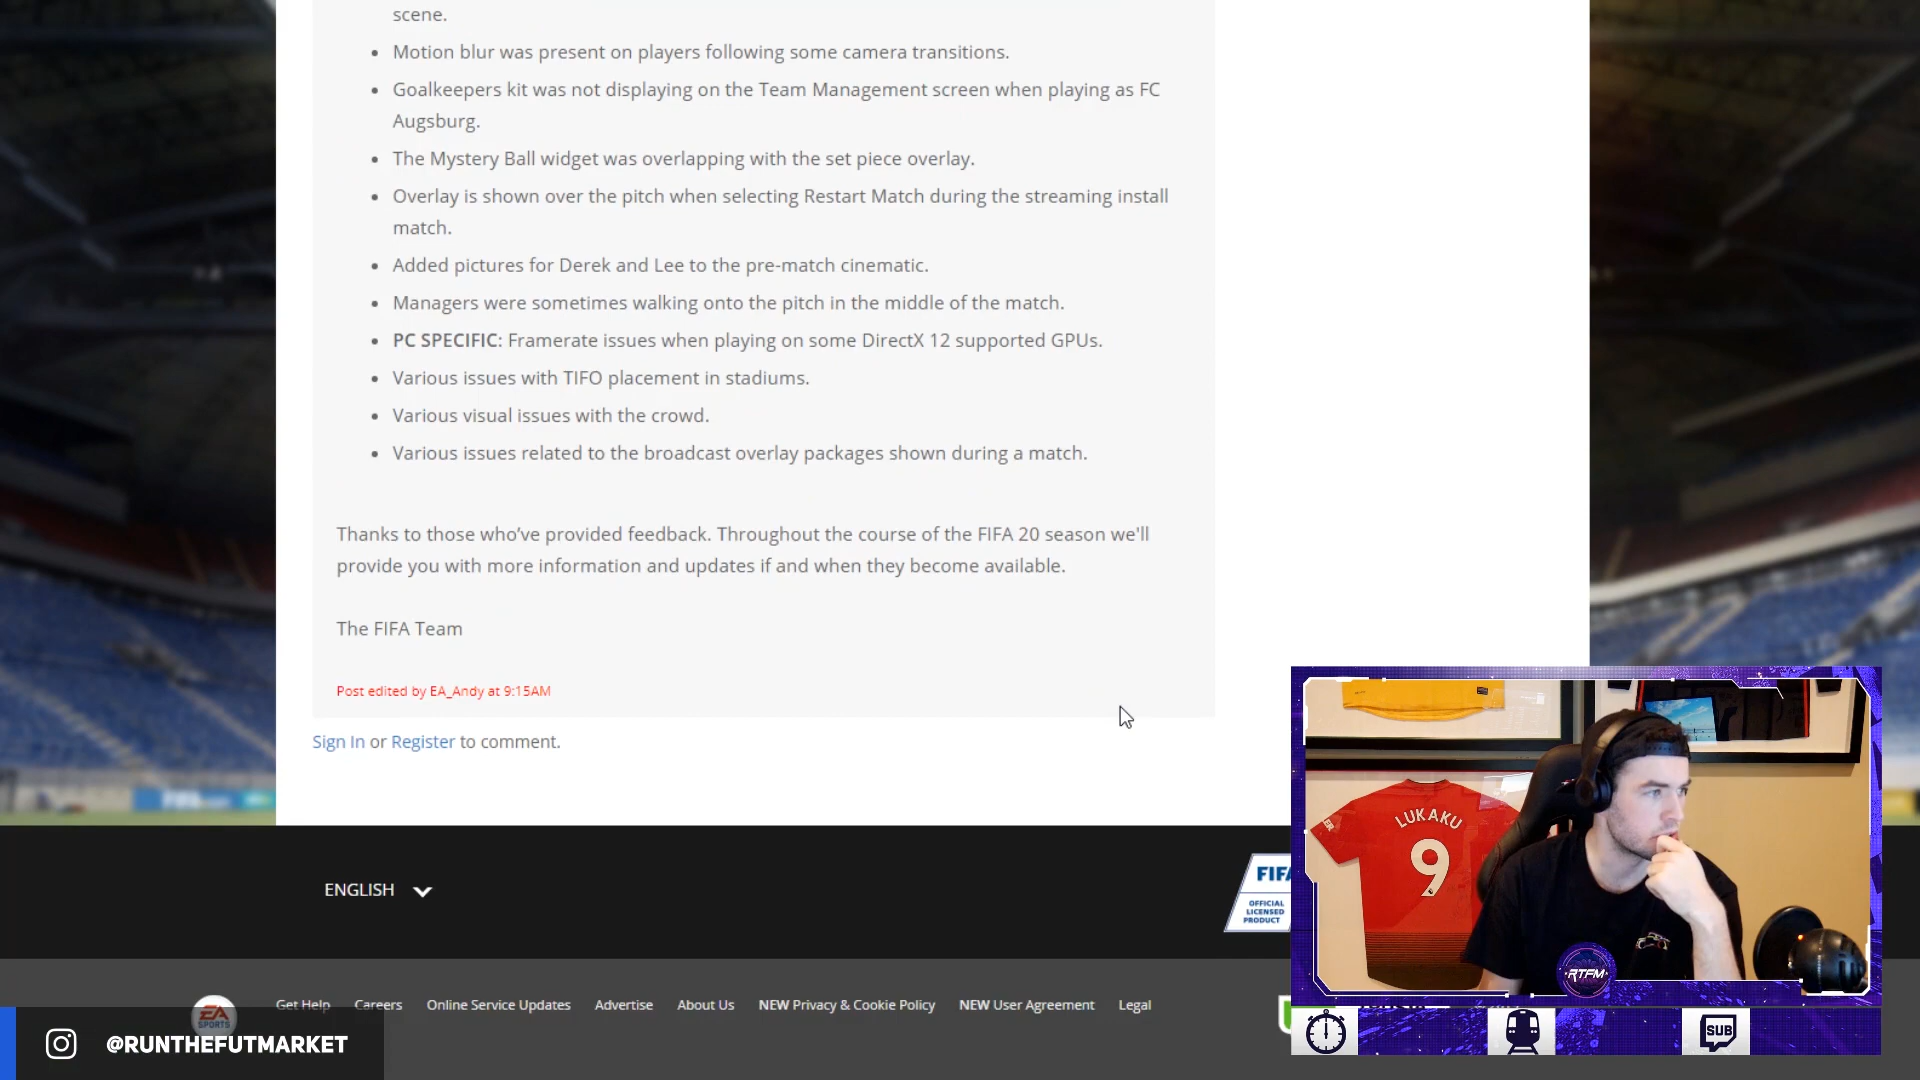 scene.
• Motion blur was present on players following some camera transitions.
• Goalkeepers kit was not displaying on the Team Management screen when playing as FC
Augsburg.
• The Mystery Ball widget was overlapping with the set piece overlay.
• Overlay is shown over the pitch when selecting Restart Match during the streaming install
match.
• Added pictures for Derek and Lee to the pre-match cinematic.
• Managers were sometimes walking onto the pitch in the middle of the match.
• PC SPECIFIC: Framerate issues when playing on some DirectX 12 supported GPUs.
• Various issues with TIFO placement in stadiums.
• Various visual issues with the crowd.
• Various issues related to the broadcast overlay packages shown during a match.
Thanks to those who’ve provided feedback. Throughout the course of the FIFA 20 season we'll
provide you with more information and updates if and when they become available.
The FIFA Team
Post edited by EA_Andy at 9:15AM
Sign In or Register to comment.
LUKAKU
9
RTFM
ENGLISH
FIFA
OFFICIAL
LICENSED
PRODUCT
Get Help Careers Online Service Updates Advertise About Us NEW Privacy & Cookie Policy NEW User Agreement Legal
EA
SPORTS
@RUNTHEFUTMARKET
SUB